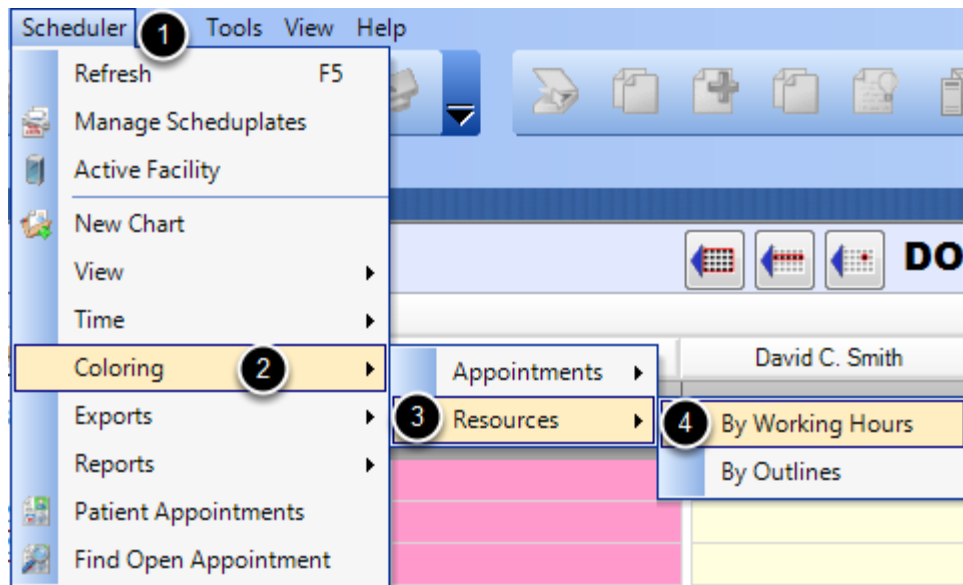 Scheduler 1 Tools View Help
Refresh F5
Manage Scheduplates
Active Facility
New Chart
View
DO
Time
Coloring 2
Appointments
David C. Smith
Exports
3 Resources
4 By Working Hours
Reports
By Outlines
Patient Appointments
Find Open Appointment